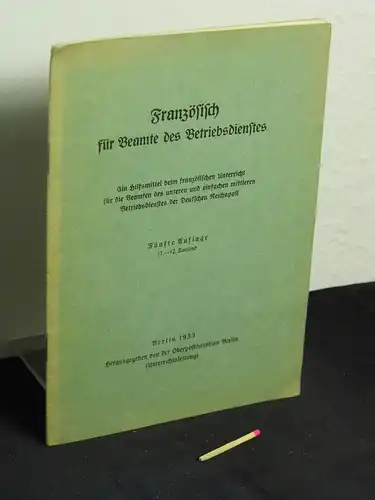 Französisch
für Beamte des Betriebsdienstes
Ein Hilfsmittel beim französischen Unterricht
für die Beamten des unteren und einfachen mittleren
Betriebsdienstes der Deutschen Reichspost
Fünfte Auflage
Tausend)
Berlin 1933
Herausgegeben von der Oberpostdirektion Berlin
(Unterrichtsleitung)